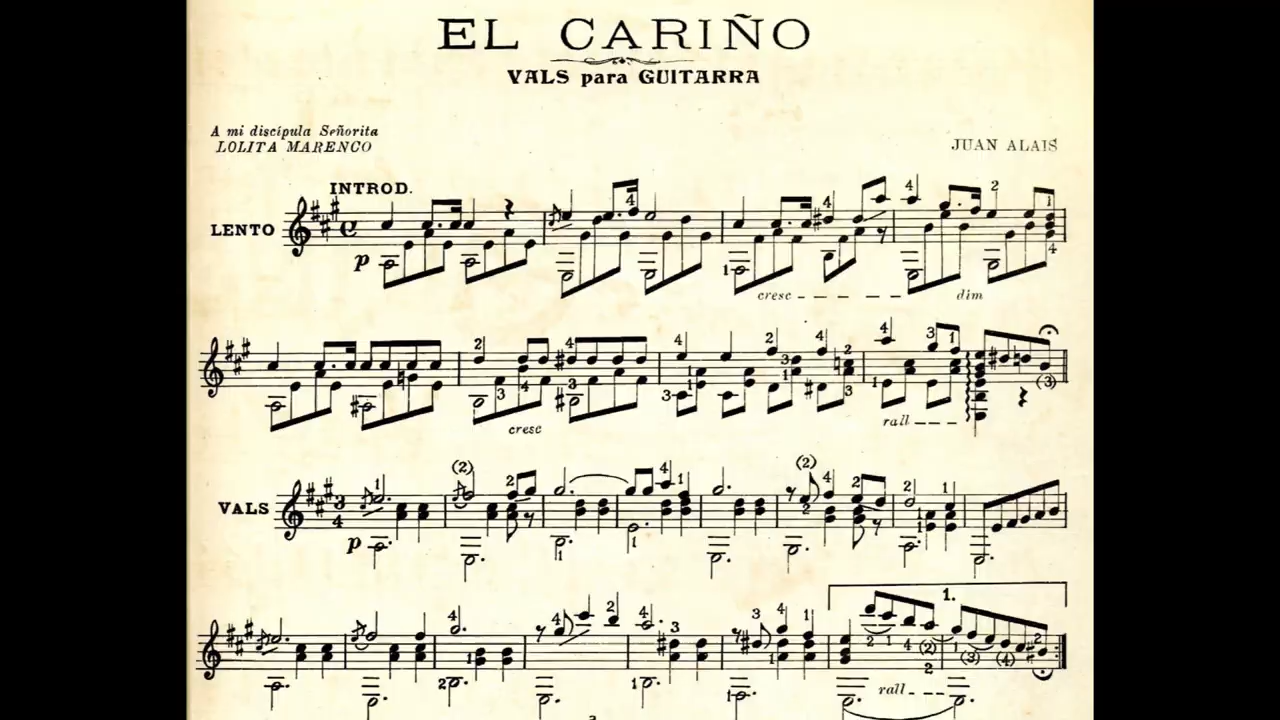 EL CARIÑO
VALS para GUITARRA
A mi discípula Señorita
LOLITA MARENCO
JUAN ALAIS
INTROD.
LENTO
p
cresc
dim
cresc
rall
VALS
p
1.
rall